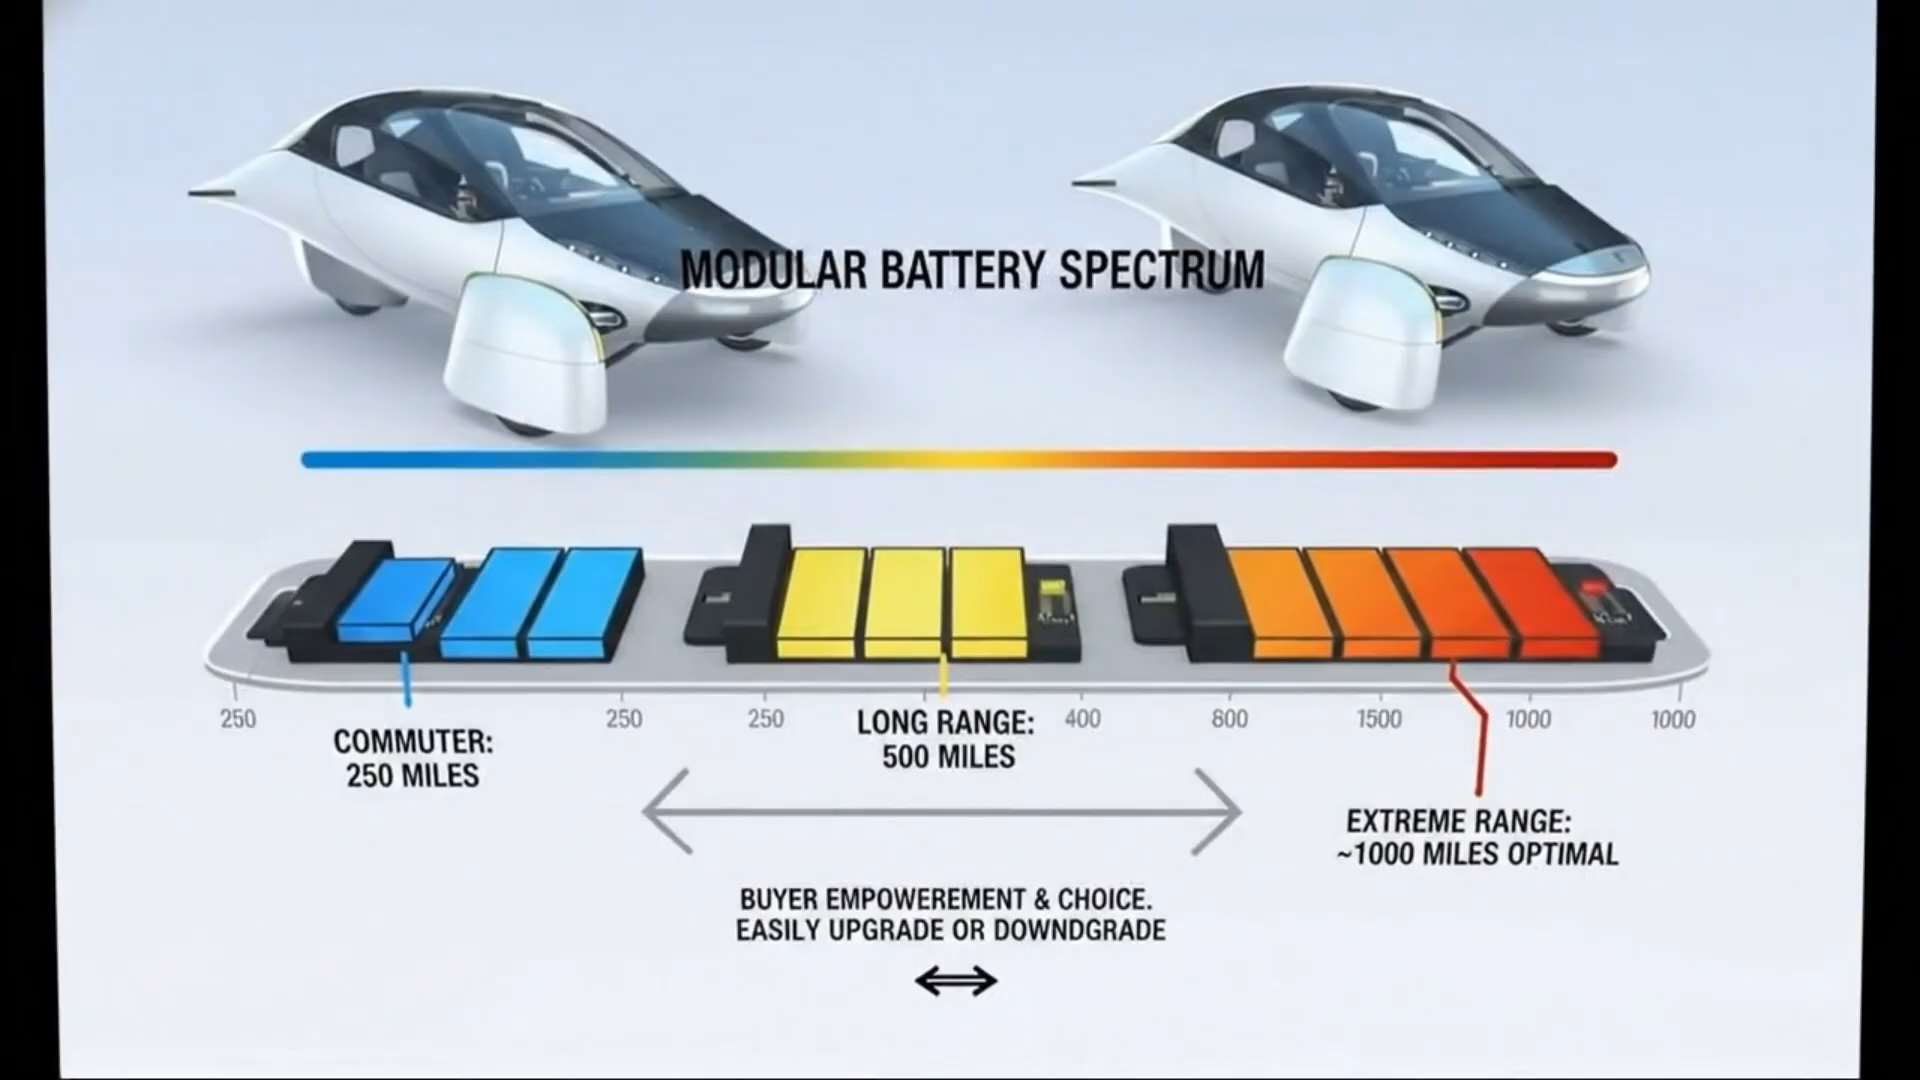 MODULAR BATTERY SPECTRUM
250 250 250 400 800 1500 1000 1000
COMMUTER:
250 MILES
LONG RANGE:
500 MILES
EXTREME RANGE:
~1000 MILES OPTIMAL
BUYER EMPOWEREMENT & CHOICE.
EASILY UPGRADE OR DOWNDGRADE